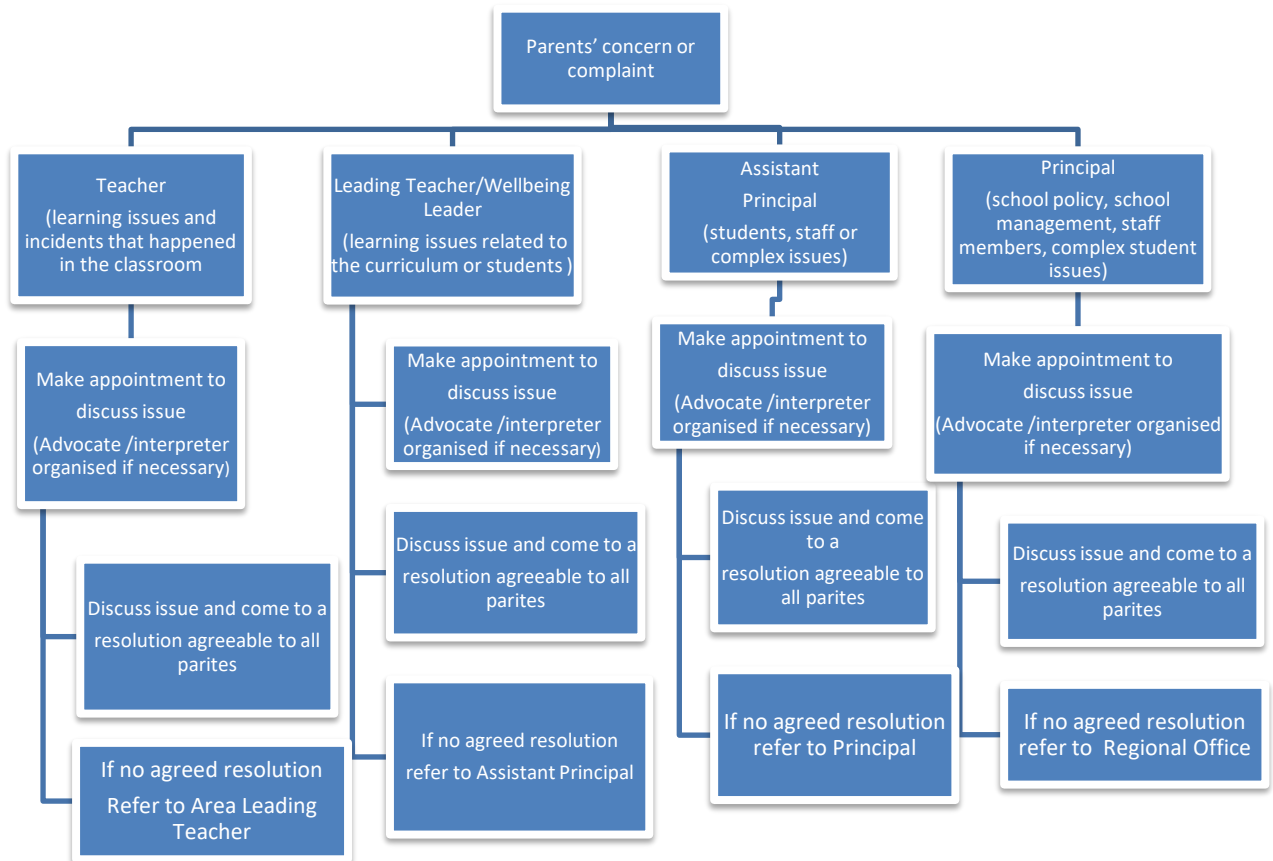 Parents’ concern or
complaint
Teacher
(learning issues and
incidents that happened
in the classroom
Make appointment to
discuss issue
(Advocate /interpreter
organised if necessary)
Discuss issue and come to a
resolution agreeable to all
parites
If no agreed resolution
Refer to Area Leading
Teacher
Leading Teacher/Wellbeing
Leader
(learning issues related to
the curriculum or students )
Make appointment to
discuss issue
(Advocate /interpreter
organised if necessary)
Discuss issue and come to a
resolution agreeable to all
parites
If no agreed resolution
refer to Assistant Principal
Assistant
Principal
(students, staff or
complex issues)
Make appointment to
discuss issue
(Advocate /interpreter
organised if necessary)
Discuss issue and come
to a
resolution agreeable to
all parites
If no agreed resolution
refer to Principal
Principal
(school policy, school
management, staff
members, complex student
issues)
Make appointment to
discuss issue
(Advocate /interpreter organised
if necessary)
Discuss issue and come to a
resolution agreeable to all
parites
If no agreed resolution
refer to  Regional Office